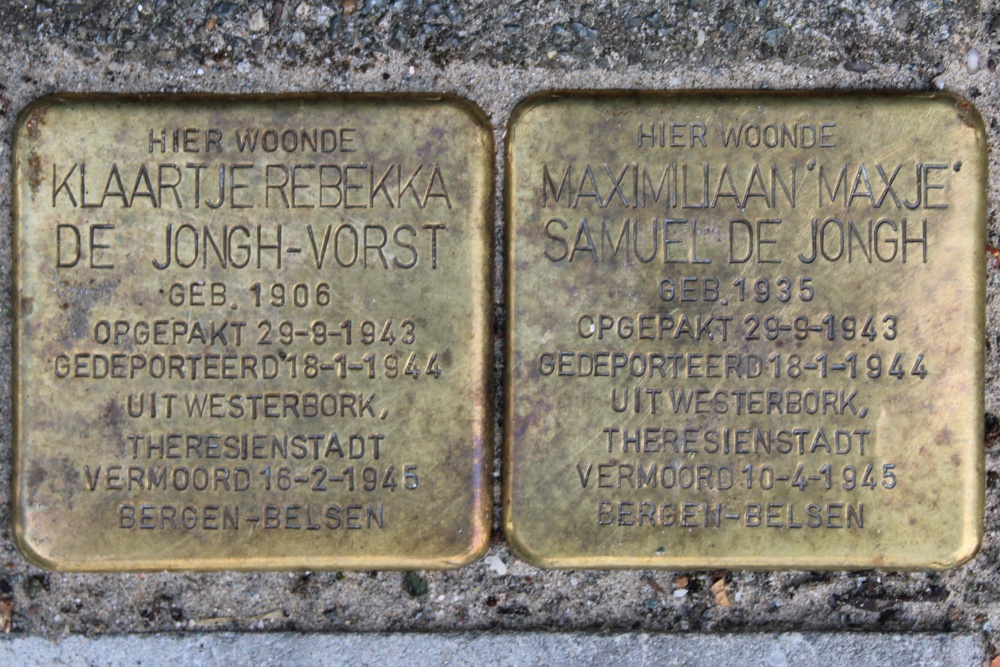 HIER WOONDE
KLAARTJE REBEKKA
DE JONGH-VORST
GEB. 1906
OPGEPAKT 29-9-1943
GEDEPORTEERD 18-1-1944
UIT WESTERBORK,
THERESIENSTADT
VERMOORD 16-2-1945
BERGEN-BELSEN
HIER WOONDE
MAXIMILIAAN 'MAXJE'
SAMUEL DE JONGH
GEB. 1935
OPGEPAKT 29-9-1943
GEDEPORTEERD 18-1-1944
UIT WESTERBORK,
THERESIENSTADT
VERMOORD 10-4-1945
BERGEN-BELSEN